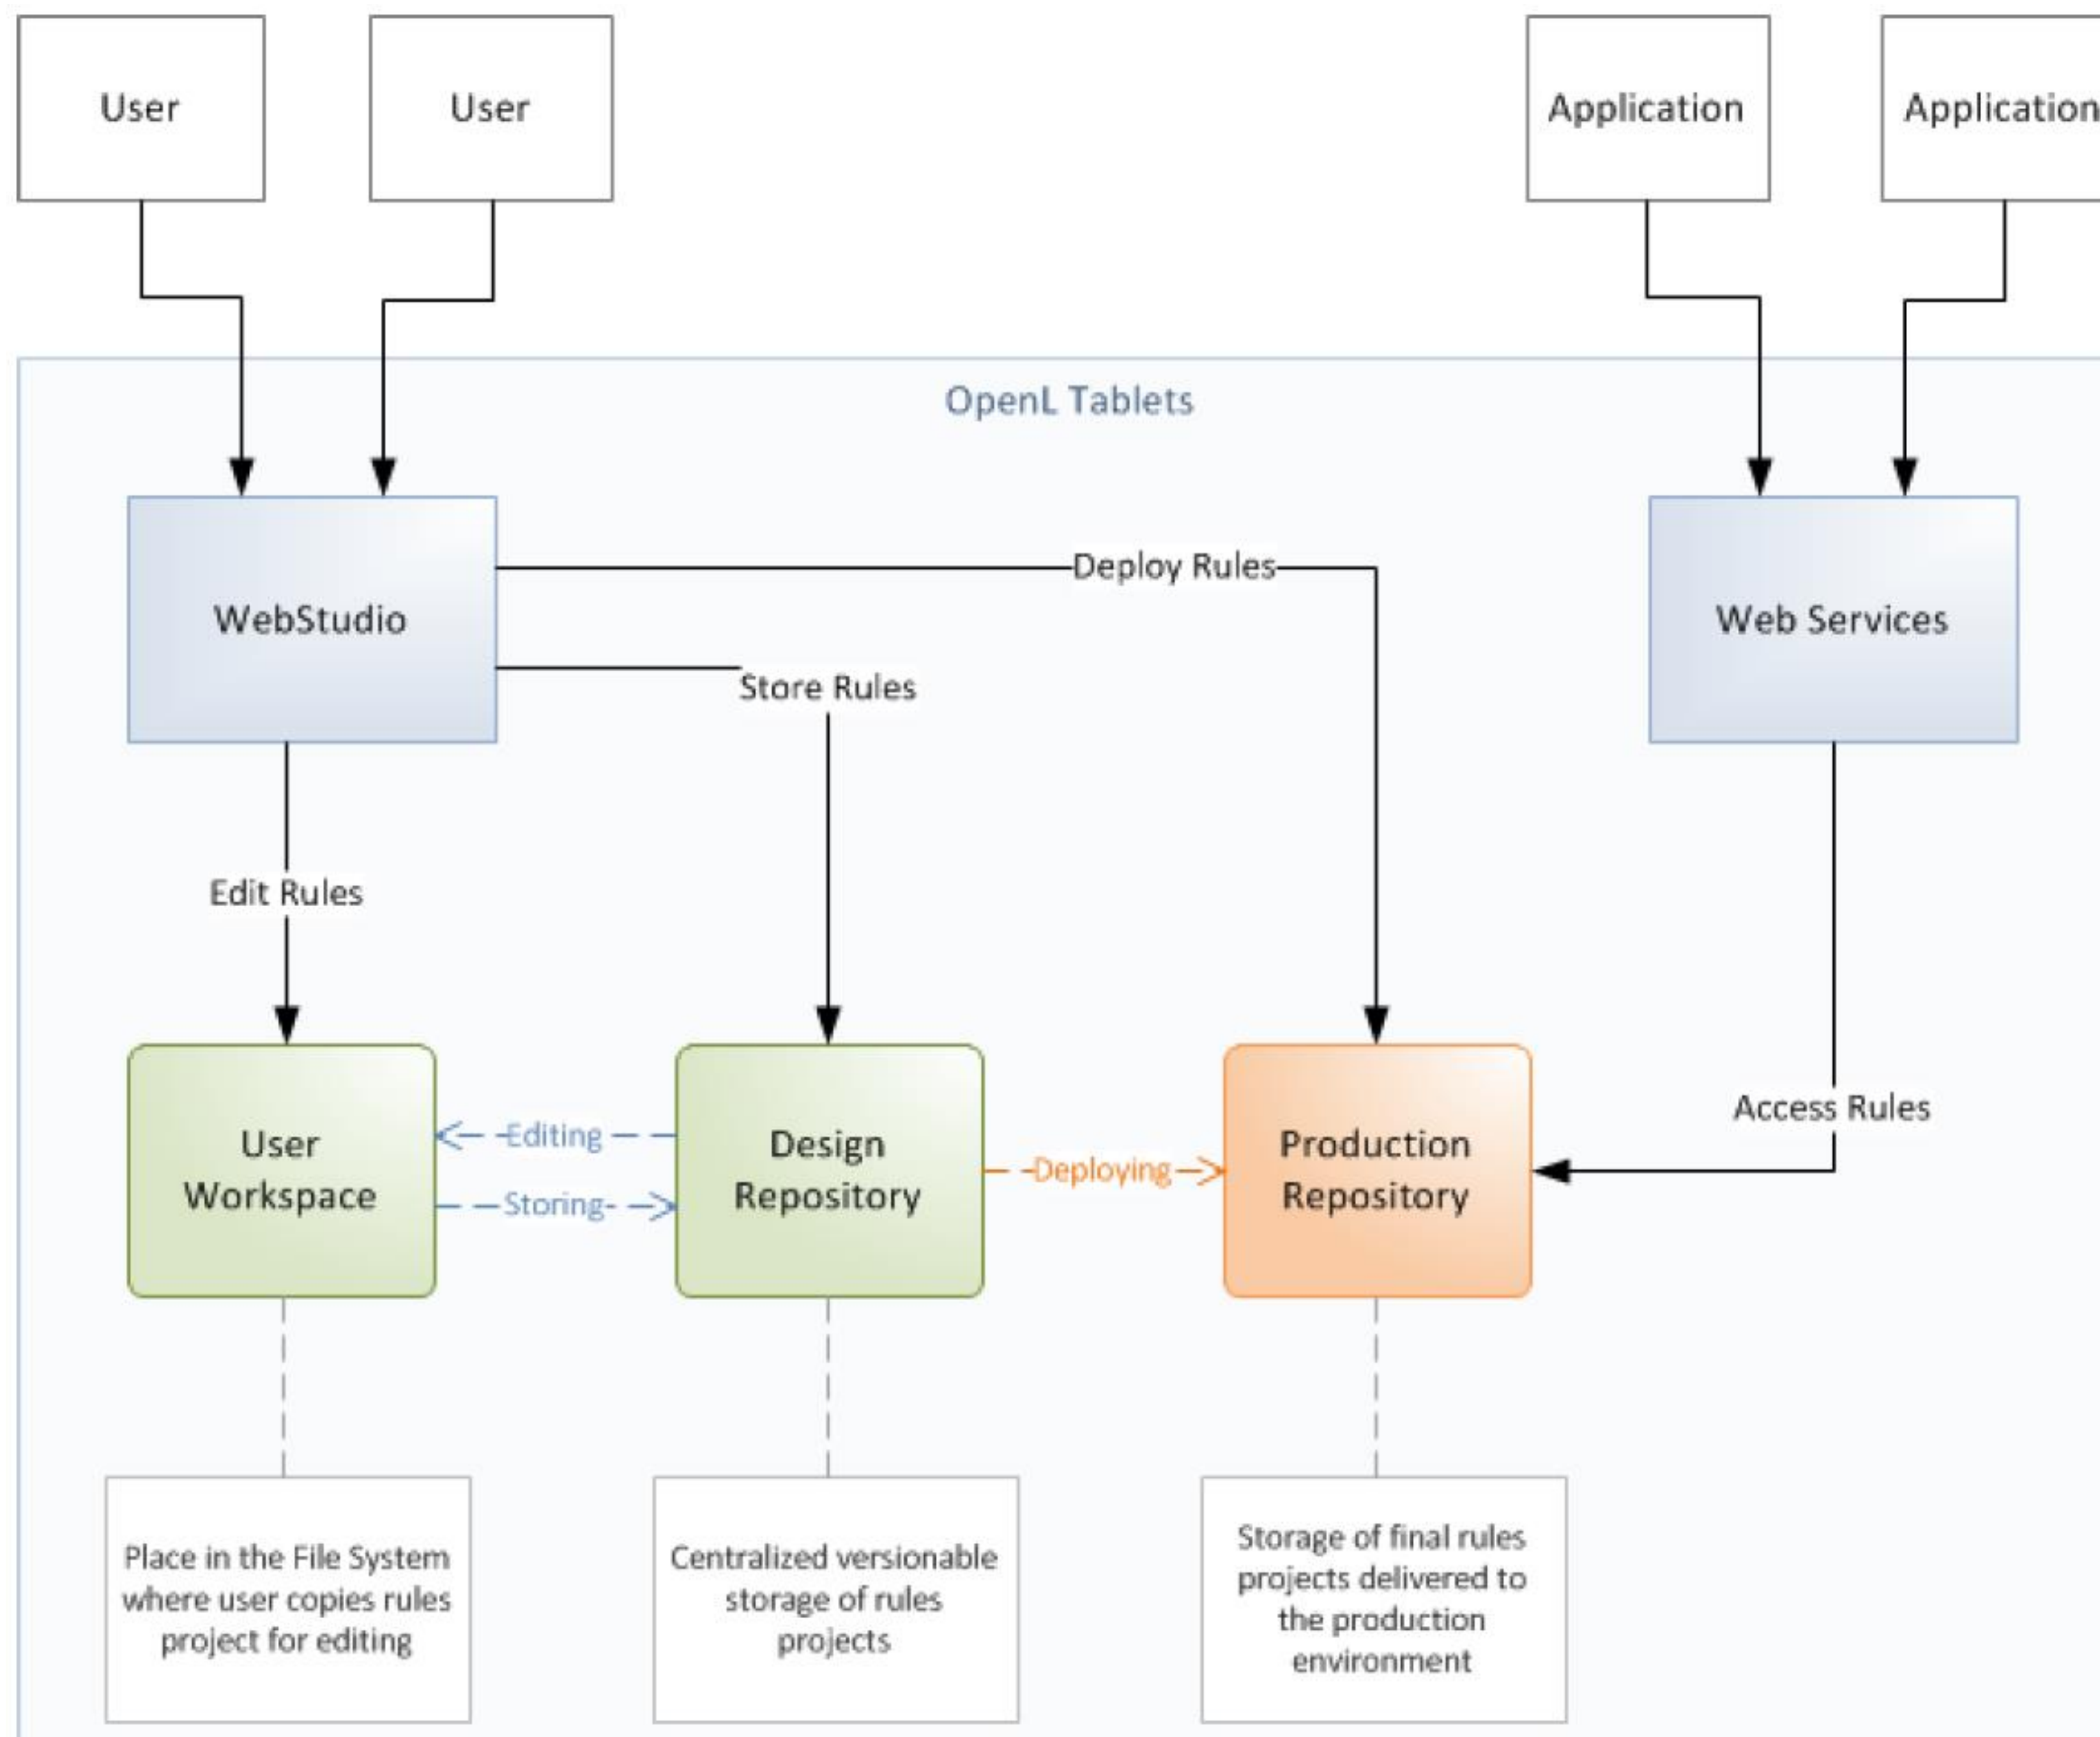 User
User
Application
Application
OpenL Tablets
Deploy Rules
WebStudio
Web Services
Store Rules
Edit Rules
Access Rules
Editing
Deploying
Storing
User
Workspace
Design
Repository
Production
Repository
Place in the File System
where user copies rules
project for editing
Centralized versionable
storage of rules
projects
Storage of final rules
projects delivered to
the production
environment